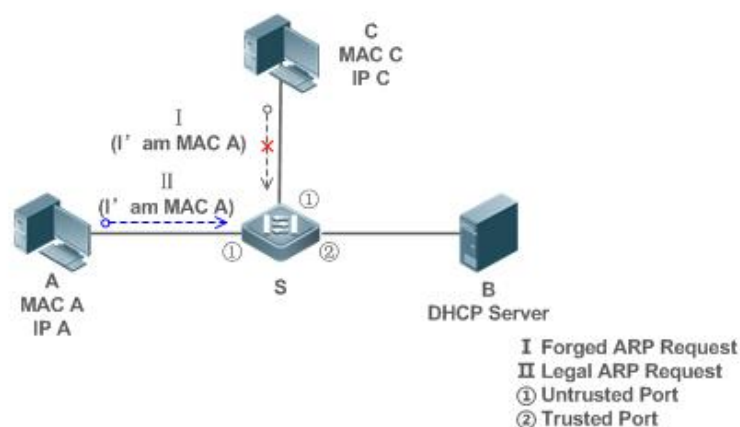 C
MAC C
IP C
I
(I' am MAC A)
II
(I' am MAC A)
①
①
②
A
MAC A
IP A
S
B
DHCP Server
I Forged ARP Request
II Legal ARP Request
① Untrusted Port
② Trusted Port